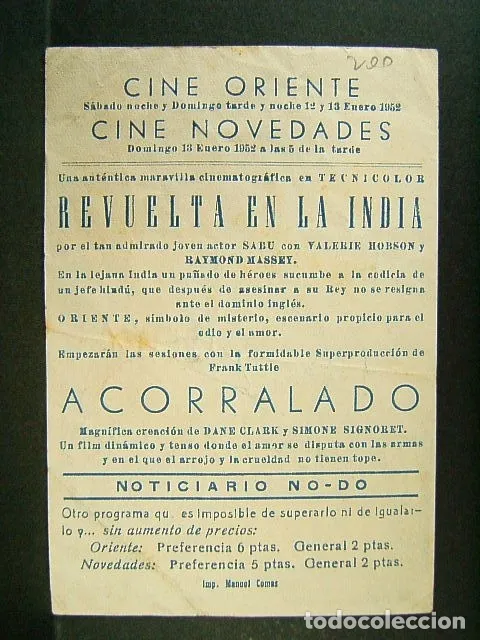 CINE ORIENTE
Sábado noche y Domingo tarde y noche 12 y 13 Enero 1952
CINE NOVEDADES
Domingo 13 Enero 1952 a las 5 de la tarde
Una auténtica maravilla cinematográfica en TECNICOLOR
REVUELTA EN LA INDIA
por el tan admirado joven actor SABU con VALERIE HOBSON y
RAYMOND MASSEY.
En la lejana India un puñado de héroes sucumbe a la codicia de
un jefe hindú, que después de asesinar a su Rey no se resigna
ante el dominio inglés.
ORIENTE, símbolo de misterio, escenario propicio para el
odio y el amor.
Empezarán las sesiones con la formidable Superproducción de
Frank Tuttle
ACORRALADO
Magnífica creación de DANE CLARK y SIMONE SIGNORET.
Un film dinámico y tenso donde el amor se disputa con las armas
y en el que el arrojo y la crueldad no tienen tope.
NOTICIARIO NO-DO
Otro programa qu es imposible de superarlo ni de igualar-
lo y... sin aumento de precios:
Oriente: Preferencia 6 ptas. General 2 ptas.
Novedades: Preferencia 5 ptas. General 2 ptas.
Imp. Manuel Comas
todocoleccion